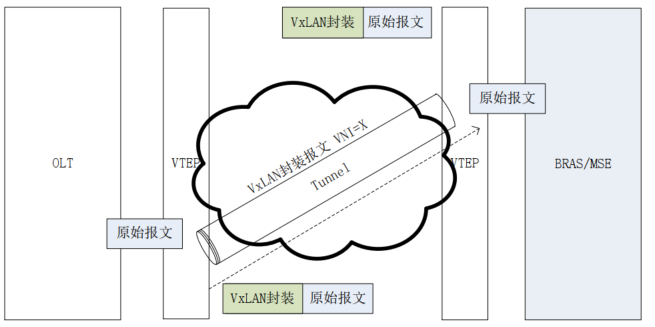 VxLAN封装 原始报文
原始报文
VxLAN封装报文 VNI=X
Tunnel
OLT
VTEP
VTEP
BRAS/MSE
原始报文
VxLAN封装 原始报文